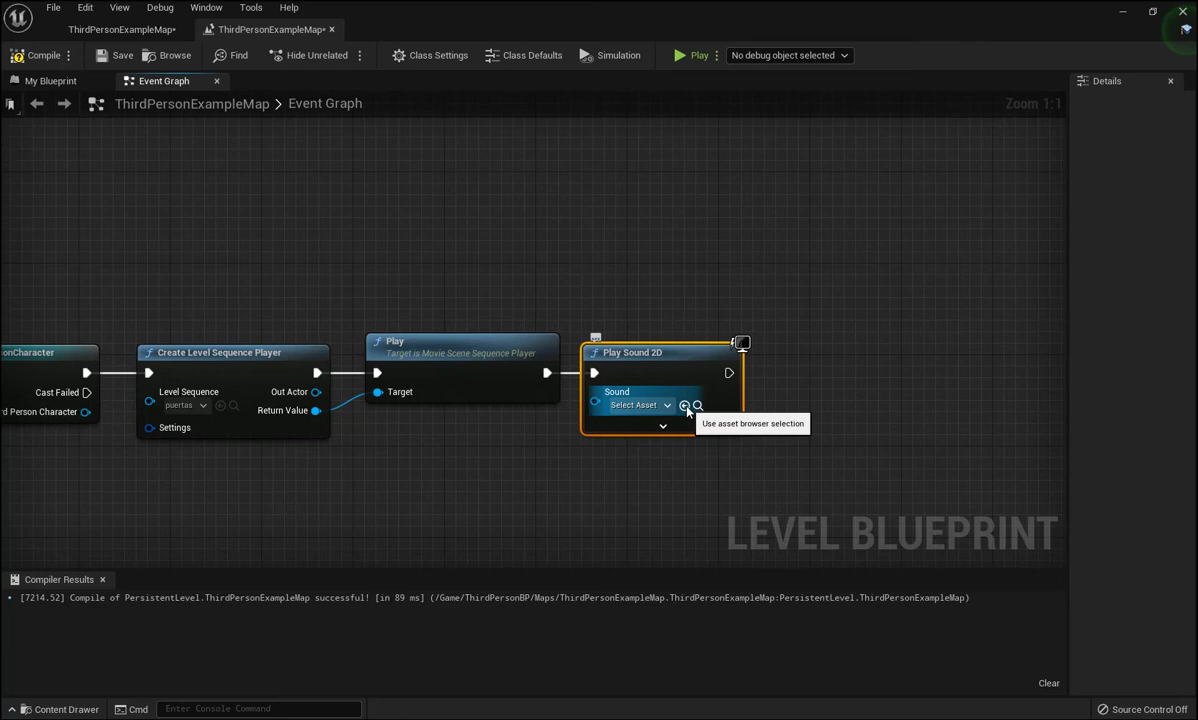 File Edit View Debug Window Tools Help
ThirdPersonExampleMap• ThirdPersonExampleMap•
Compile Save Browse Find Hide Unrelated Class Settings Class Defaults Simulation Play No debug object selected
My Blueprint Event Graph Details
ThirdPersonExampleMap > Event Graph Zoom 1:1
onCharacter
Cast Failed
rd Person Character
Create Level Sequence Player
Level Sequence Out Actor
puertas Return Value
Settings
Play
Target is Movie Scene Sequence Player
Target
Play Sound 2D
Sound
Select Asset
Use asset browser selection
LEVEL BLUEPRINT
Compiler Results
[7214.52] Compile of PersistentLevel.ThirdPersonExampleMap successful! [in 89 ms] (/Game/ThirdPersonBP/Maps/ThirdPersonExampleMap.ThirdPersonExampleMap:PersistentLevel.ThirdPersonExampleMap)
Clear
Content Drawer Cmd Enter Console Command Source Control Off